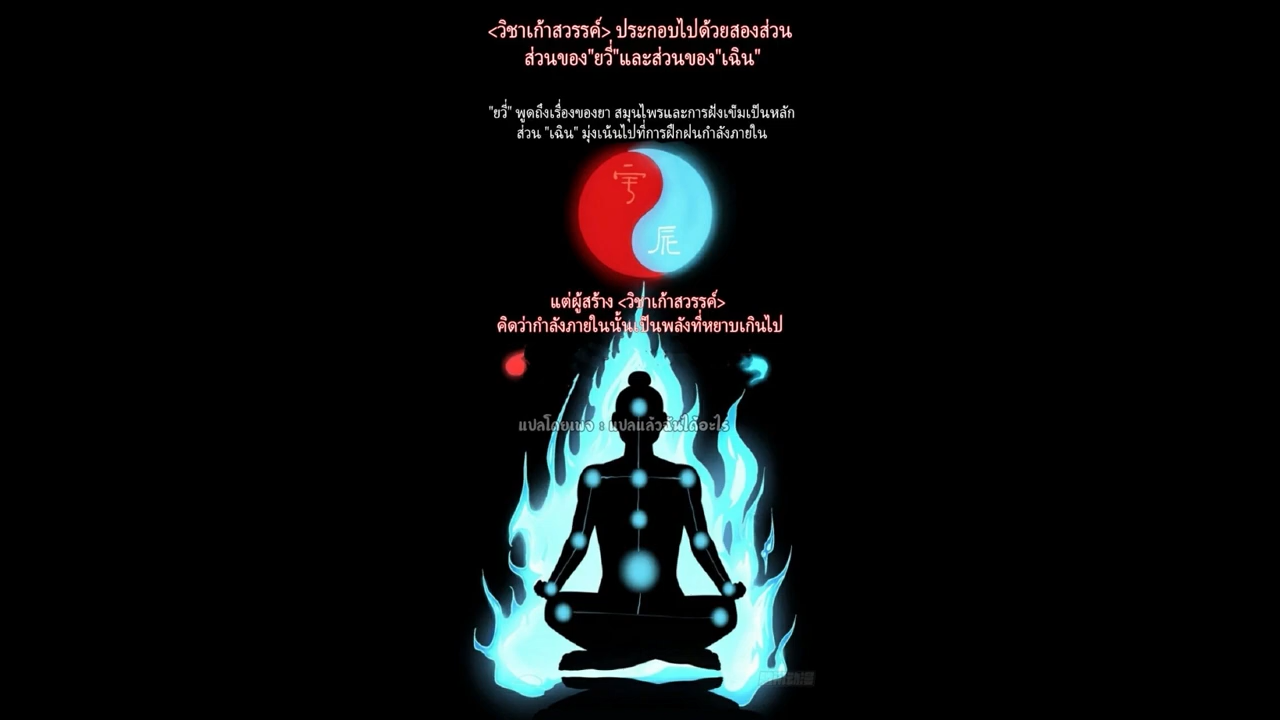 <วิชาเก้าสวรรค์> ประกอบไปด้วยสองส่วน
ส่วนของ"ยวี่"และส่วนของ"เฉิน"
"ยวี่" พูดถึงเรื่องของยา สมุนไพรและการฝังเข็มเป็นหลัก
ส่วน "เฉิน" มุ่งเน้นไปที่การฝึกฝนกำลังภายใน
宇
辰
แต่ผู้สร้าง <วิชาเก้าสวรรค์>
คิดว่ากำลังภายในนั้นเป็นพลังที่หยาบเกินไป
แปลโดยเพจ : แปลแล้วฉันได้อะไร